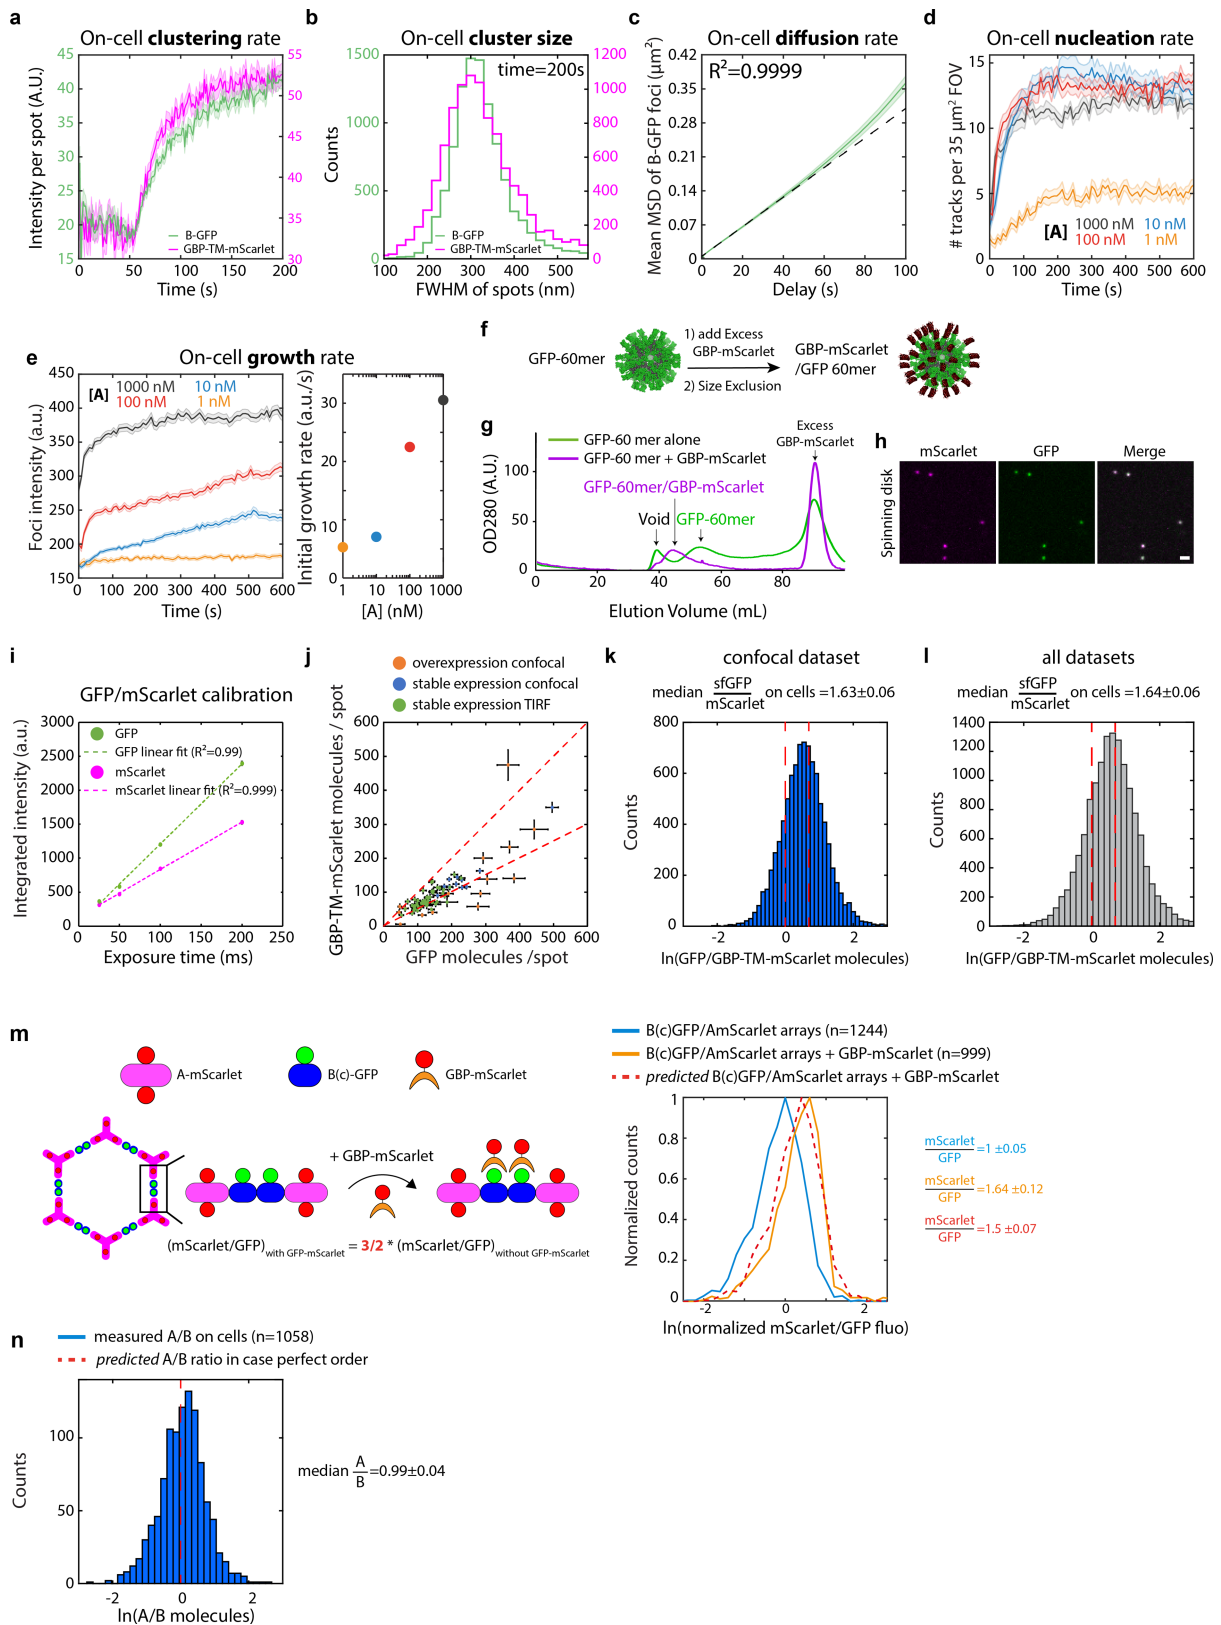 a
On-cell clustering rate
Intensity per spot (A.U.)
45
40
35
30
25
20
15
55
50
45
40
35
30
B-GFP
GBP-TM-mScarlet
0 50 100 150 200
Time (s)
b
On-cell cluster size
time=200s
Counts
1500
1000
500
0
1200
1000
800
600
400
200
0
B-GFP
GBP-TM-mScarlet
100 200 300 400 500
FWHM of spots (nm)
c
On-cell diffusion rate
R²=0.9999
Mean MSD of B-GFP foci (µm²)
0.42
0.35
0.28
0.21
0.14
0.07
0
0 20 40 60 80 100
Delay (s)
d
On-cell nucleation rate
# tracks per 35 µm² FOV
15
10
5
0
[A] 1000 nM 10 nM
100 nM 1 nM
0 100 200 300 400 500 600
Time (s)
e
On-cell growth rate
Foci intensity (a.u.)
450
400
350
300
250
200
150
[A] 1000 nM 10 nM
100 nM 1 nM
0 100 200 300 400 500 600
Time (s)
Initial growth rate (a.u./s)
30
20
10
0
1 10 100 1000
[A] (nM)
f
GFP-60mer
1) add Excess
GBP-mScarlet
2) Size Exclusion
GBP-mScarlet
/GFP 60mer
g
GFP-60 mer alone
GFP-60 mer + GBP-mScarlet
GFP-60mer/GBP-mScarlet
Void GFP-60mer
Excess
GBP-mScarlet
OD280 (A.U.)
100
50
0
0 20 40 60 80
Elution Volume (mL)
h
mScarlet GFP Merge
Spinning disk
i
GFP/mScarlet calibration
Integrated intensity (a.u.)
3000
2500
2000
1500
1000
500
0
GFP
GFP linear fit (R²=0.99)
mScarlet
mScarlet linear fit (R²=0.999)
0 50 100 150 200 250
Exposure time (ms)
j
overexpression confocal
stable expression confocal
stable expression TIRF
GBP-TM-mScarlet molecules / spot
600
500
400
300
200
100
0
0 100 200 300 400 500 600
GFP molecules /spot
k
confocal dataset
median sfGFP/mScarlet on cells =1.63±0.06
Counts
800
600
400
200
0
-2 0 2
ln(GFP/GBP-TM-mScarlet molecules)
l
all datasets
median sfGFP/mScarlet on cells =1.64±0.06
Counts
1400
1200
1000
800
600
400
200
0
-2 0 2
ln(GFP/GBP-TM-mScarlet molecules)
m
A-mScarlet
B(c)-GFP
GBP-mScarlet
+ GBP-mScarlet
(mScarlet/GFP)with GFP-mScarlet = 3/2 * (mScarlet/GFP)without GFP-mScarlet
B(c)GFP/AmScarlet arrays (n=1244)
B(c)GFP/AmScarlet arrays + GBP-mScarlet (n=999)
predicted B(c)GFP/AmScarlet arrays + GBP-mScarlet
Normalized counts
1
0.8
0.6
0.4
0.2
0
-2 0 2
ln(normalized mScarlet/GFP fluo)
mScarlet/GFP =1 ±0.05
mScarlet/GFP =1.64 ±0.12
mScarlet/GFP =1.5 ±0.07
n
measured A/B on cells (n=1058)
predicted A/B ratio in case perfect order
Counts
100
50
0
-2 0 2
ln(A/B molecules)
median A/B =0.99±0.04